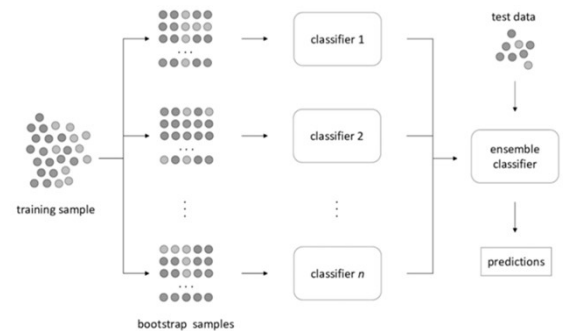 test data
classifier 1
classifier 2
ensemble
classifier
training sample
predictions
classifier n
bootstrap samples